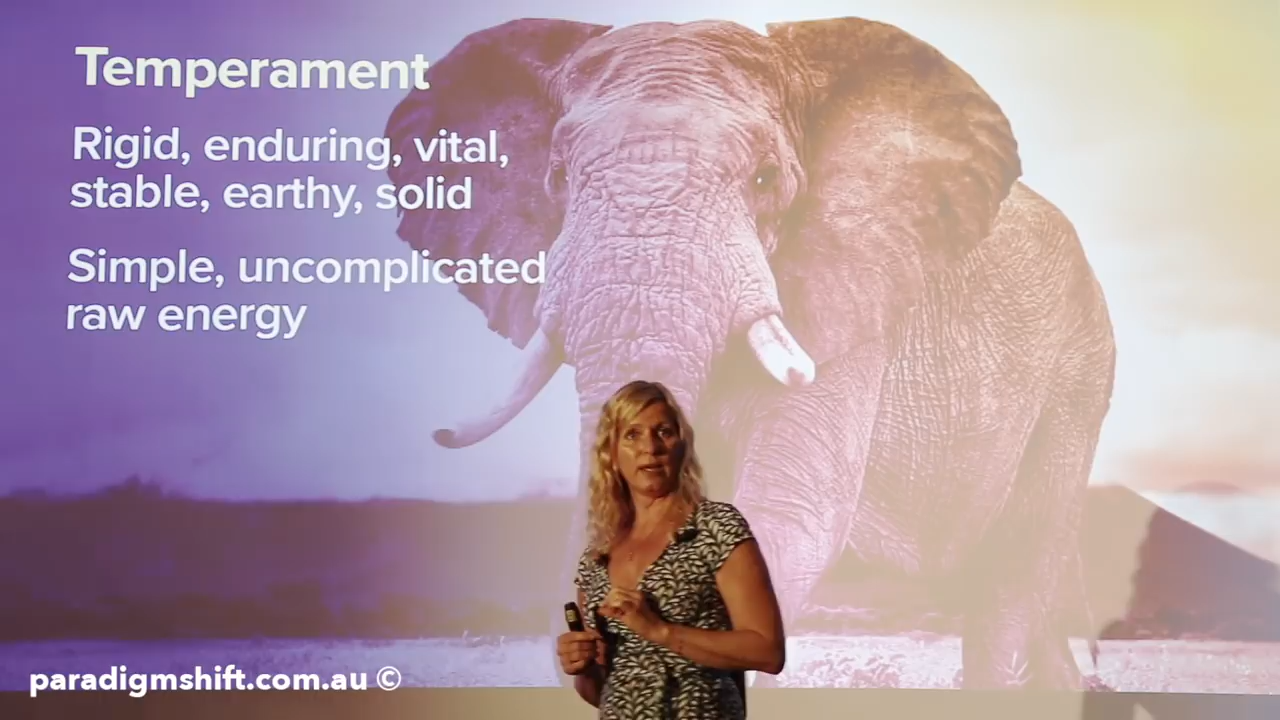 Temperament
Rigid, enduring, vital,
stable, earthy, solid
Simple, uncomplicated
raw energy
paradigmshift.com.au ©